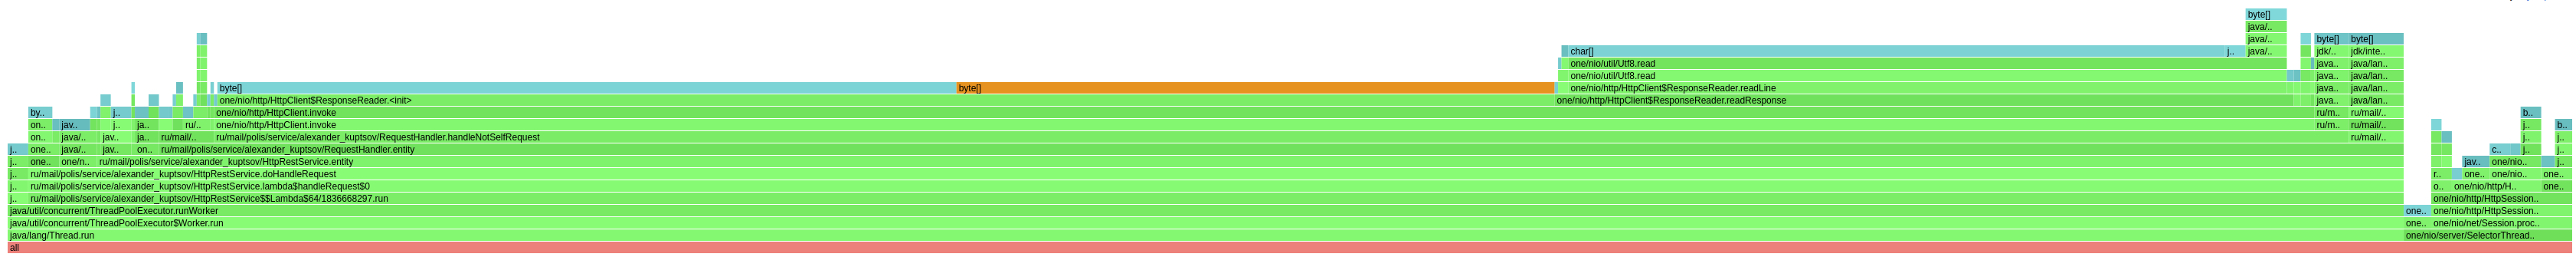 byte[]
java/..
byte[] byte[]
java/..
char[] j.. java/.. jdk/.. jdk/inte..
one/nio/util/Utf8.read java.. java/lan..
one/nio/util/Utf8.read java.. java/lan..
byte[] byte[] one/nio/http/HttpClient$ResponseReader.readLine java.. java/lan..
one/nio/http/HttpClient$ResponseReader.<init> one/nio/http/HttpClient$ResponseReader.readResponse java.. java/lan..
by.. j.. one/nio/http/HttpClient.invoke ru/m.. ru/mail/.. b..
on.. jav.. j.. ja.. ru/.. one/nio/http/HttpClient.invoke ru/m.. ru/mail/.. j.. b..
on.. java/.. jav.. ja.. ru/mail/.. ru/mail/polis/service/alexander_kuptsov/RequestHandler.handleNotSelfRequest ru/mail/.. j.. j..
j.. one.. java/.. jav.. on.. ru/mail/polis/service/alexander_kuptsov/RequestHandler.entity c.. j.. j..
j.. one.. one/n.. ru/mail/polis/service/alexander_kuptsov/HttpRestService.entity jav.. one/nio.. j..
j.. ru/mail/polis/service/alexander_kuptsov/HttpRestService.doHandleRequest r.. one.. one/nio.. one..
j.. ru/mail/polis/service/alexander_kuptsov/HttpRestService.lambda$handleRequest$0 o.. one/nio/http/H.. one..
j.. ru/mail/polis/service/alexander_kuptsov/HttpRestService$$Lambda$64/1836668297.run one/nio/http/HttpSession..
java/util/concurrent/ThreadPoolExecutor.runWorker one.. one/nio/http/HttpSession..
java/util/concurrent/ThreadPoolExecutor$Worker.run one.. one/nio/net/Session.proc..
java/lang/Thread.run one/nio/server/SelectorThread..
all